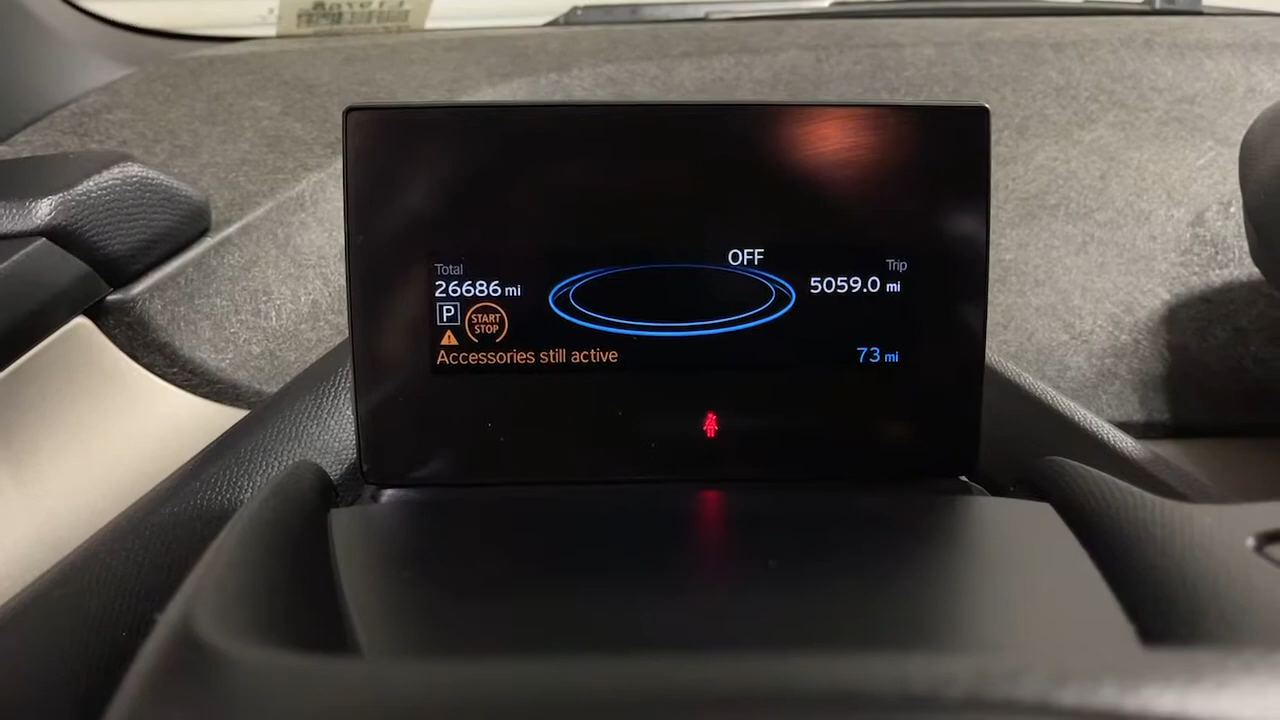 OFF
Total
26686 mi
Trip
5059.0 mi
P
START
STOP
Accessories still active
73 mi